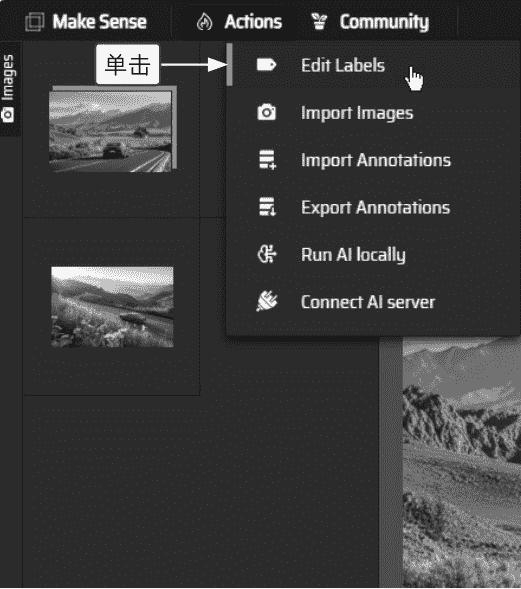 Make Sense
Actions
Community
Images
单击
Edit Labels
Import Images
Import Annotations
Export Annotations
Run AI locally
Connect AI server